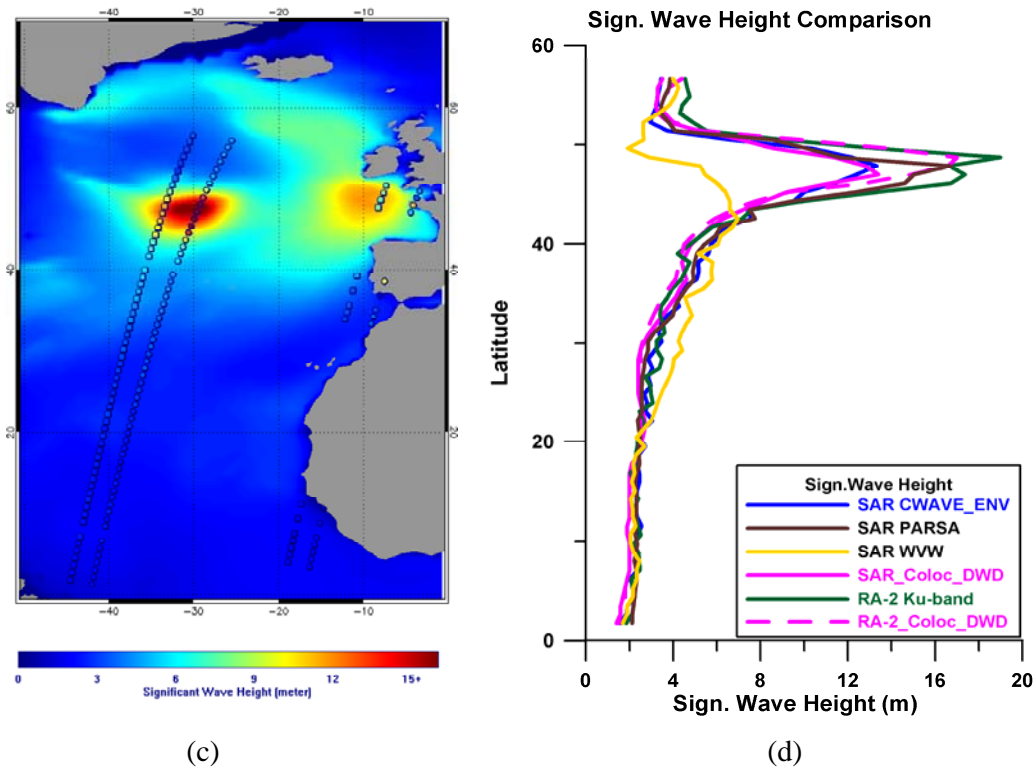 −40
−30
−20
−10
60
60
40
40
20
20
−40
−30
−20
−10
0
3
6
9
12
15+
Significant Wave Height (meter)
(c)
Sign. Wave Height Comparison
60
40
20
0
Latitude
0
4
8
12
16
20
Sign. Wave Height (m)
Sign.Wave Height
SAR CWAVE_ENV
SAR PARSA
SAR WVW
SAR_Coloc_DWD
RA-2 Ku-band
RA-2_Coloc_DWD
(d)